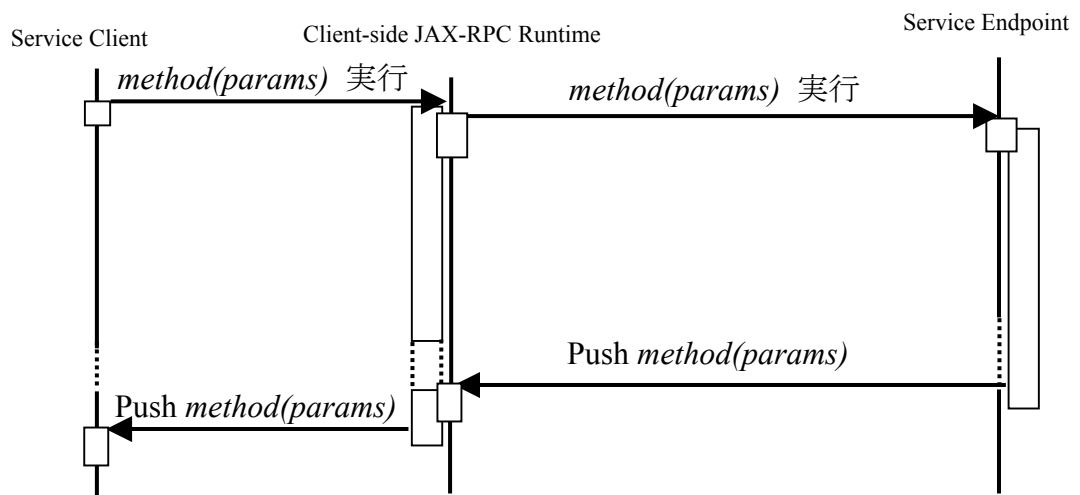 Service Client
Client-side JAX-RPC Runtime
Service Endpoint
method(params) 実行
method(params) 実行
Push method(params)
Push method(params)